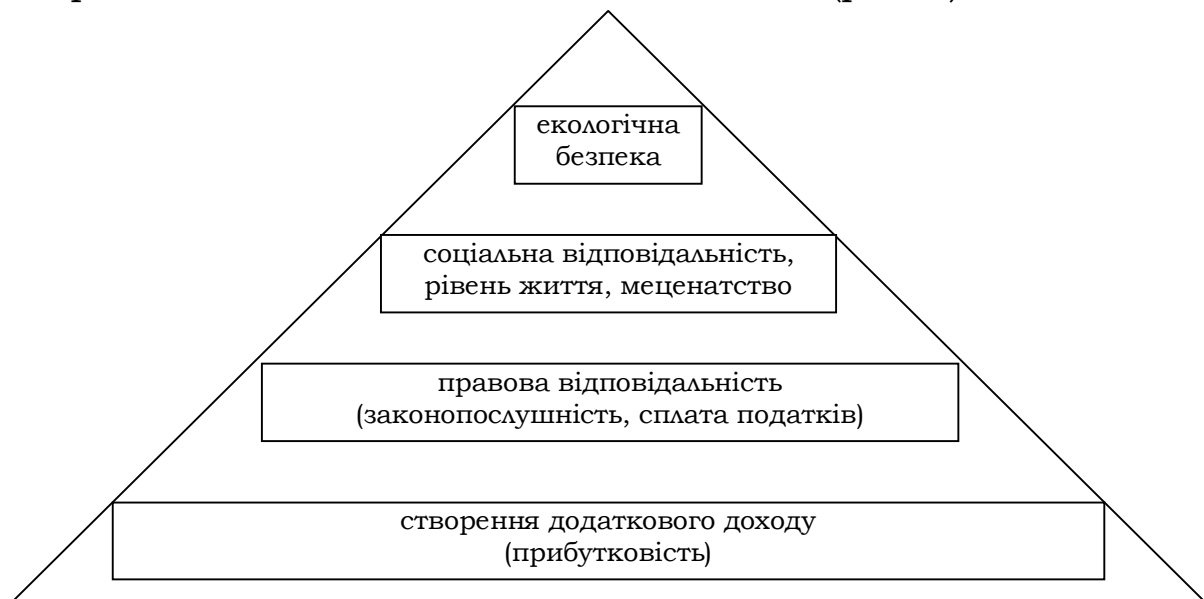 екологічна
безпека
соціальна відповідальність,
рівень життя, меценатство
правова відповідальність
(законопослушність, сплата податків)
створення додаткового доходу
(прибутковість)